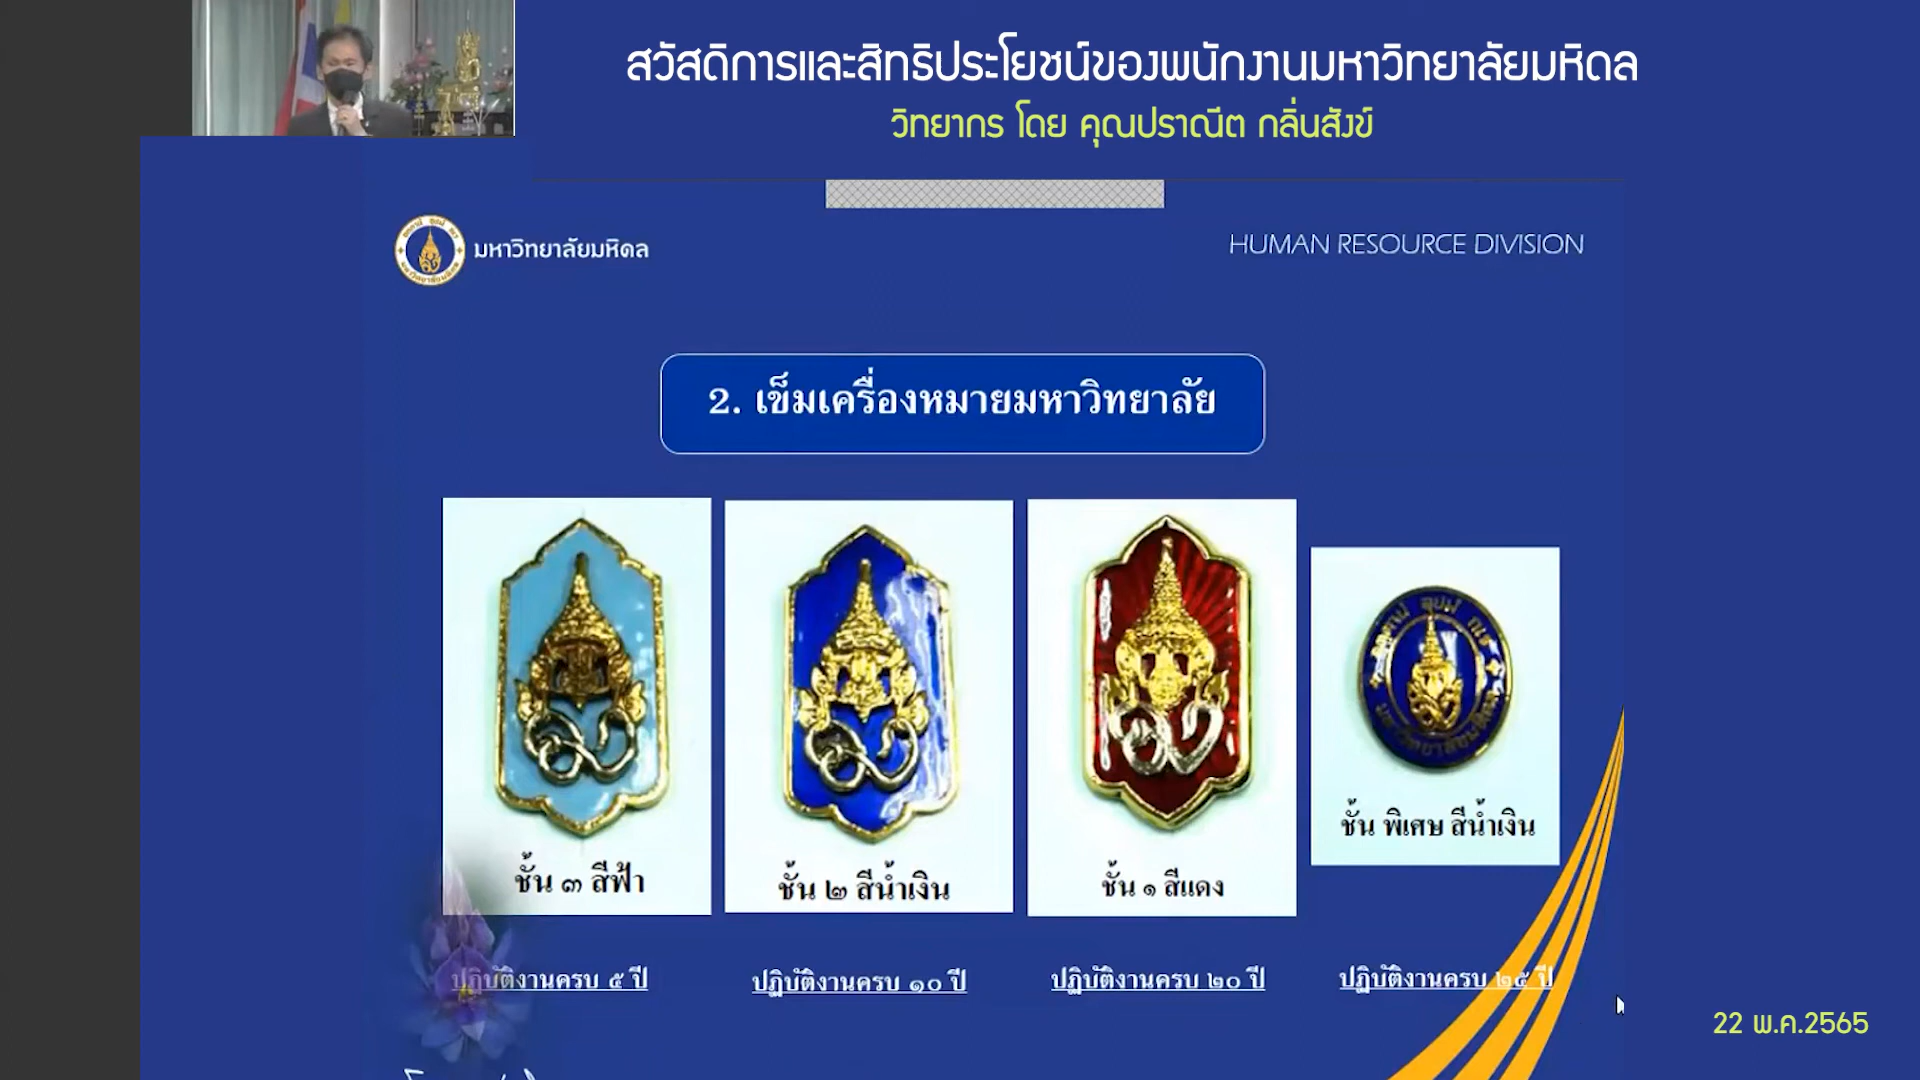 สวัสดิการและสิทธิประโยชน์ของพนักงานมหาวิทยาลัยมหิดล
วิทยากร โดย คุณปราณีต กลิ่นสังข์
มหาวิทยาลัยมหิดล
HUMAN RESOURCE DIVISION
2. เข็มเครื่องหมายมหาวิทยาลัย
ชั้น ๓ สีฟ้า
ชั้น ๒ สีน้ำเงิน
ชั้น ๑ สีแดง
ชั้น พิเศษ สีน้ำเงิน
ปฏิบัติงานครบ ๕ ปี
ปฏิบัติงานครบ ๑๐ ปี
ปฏิบัติงานครบ ๒๐ ปี
ปฏิบัติงานครบ ๒๕ ปี
22 พ.ค.2565